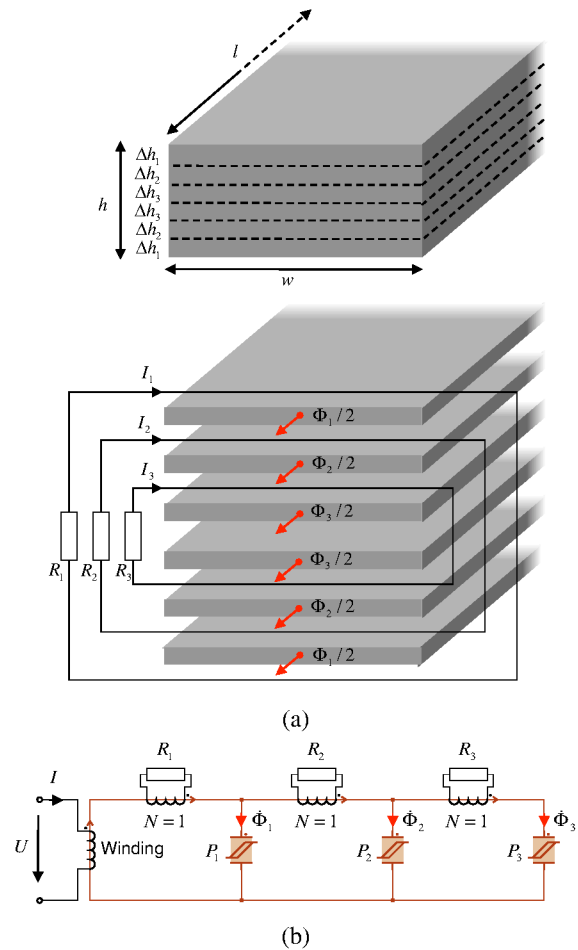 l
Δh₁
Δh₂
Δh₃
h
Δh₃
Δh₂
Δh₁
w
I₁
Φ₁ / 2
I₂
Φ₂ / 2
I₃
Φ₃ / 2
R₁ R₂ R₃
Φ₃ / 2
Φ₂ / 2
Φ₁ / 2
(a)
R₁ R₂ R₃
I
N = 1 N = 1 N = 1
Φ̇₁ Φ̇₂ Φ̇₃
U Winding P₁ P₂ P₃
(b)